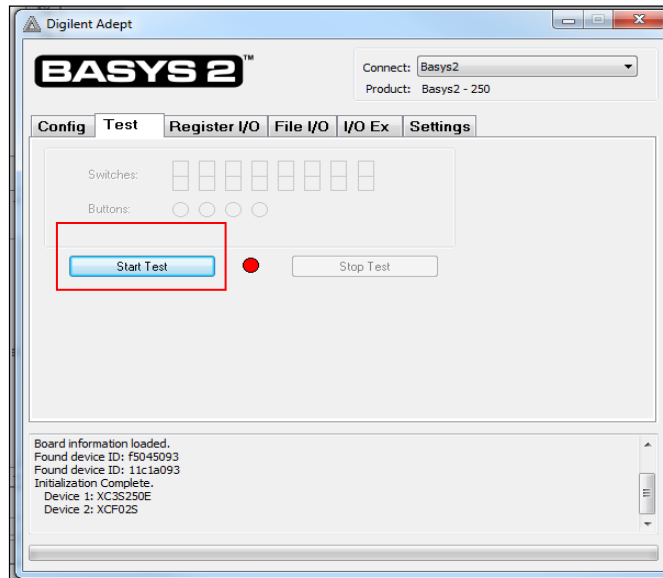 Digilent Adept
BASYS 2™
Connect: Basys2
Product: Basys2 - 250
Config Test Register I/O File I/O I/O Ex Settings
Switches:
Buttons:
Start Test Stop Test
Board information loaded.
Found device ID: f5045093
Found device ID: 11c1a093
Initialization Complete.
Device 1: XC3S250E
Device 2: XCF02S